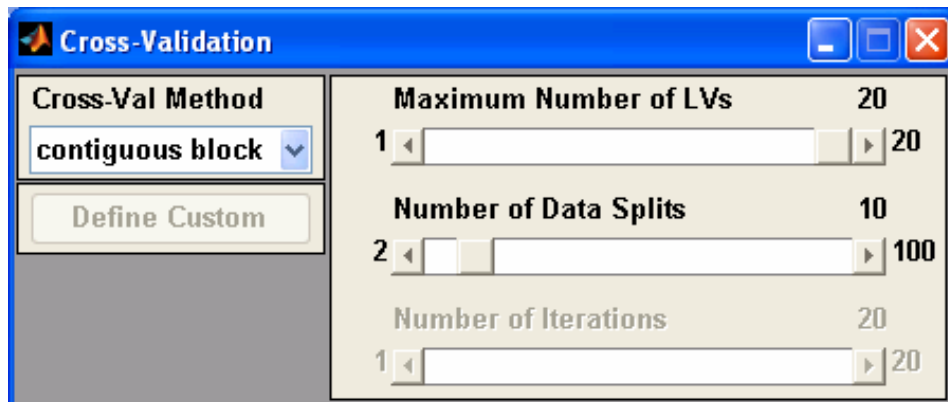 Cross-Validation
Cross-Val Method
contiguous block
Define Custom
Maximum Number of LVs 20
1 20
Number of Data Splits 10
2 100
Number of Iterations 20
1 20